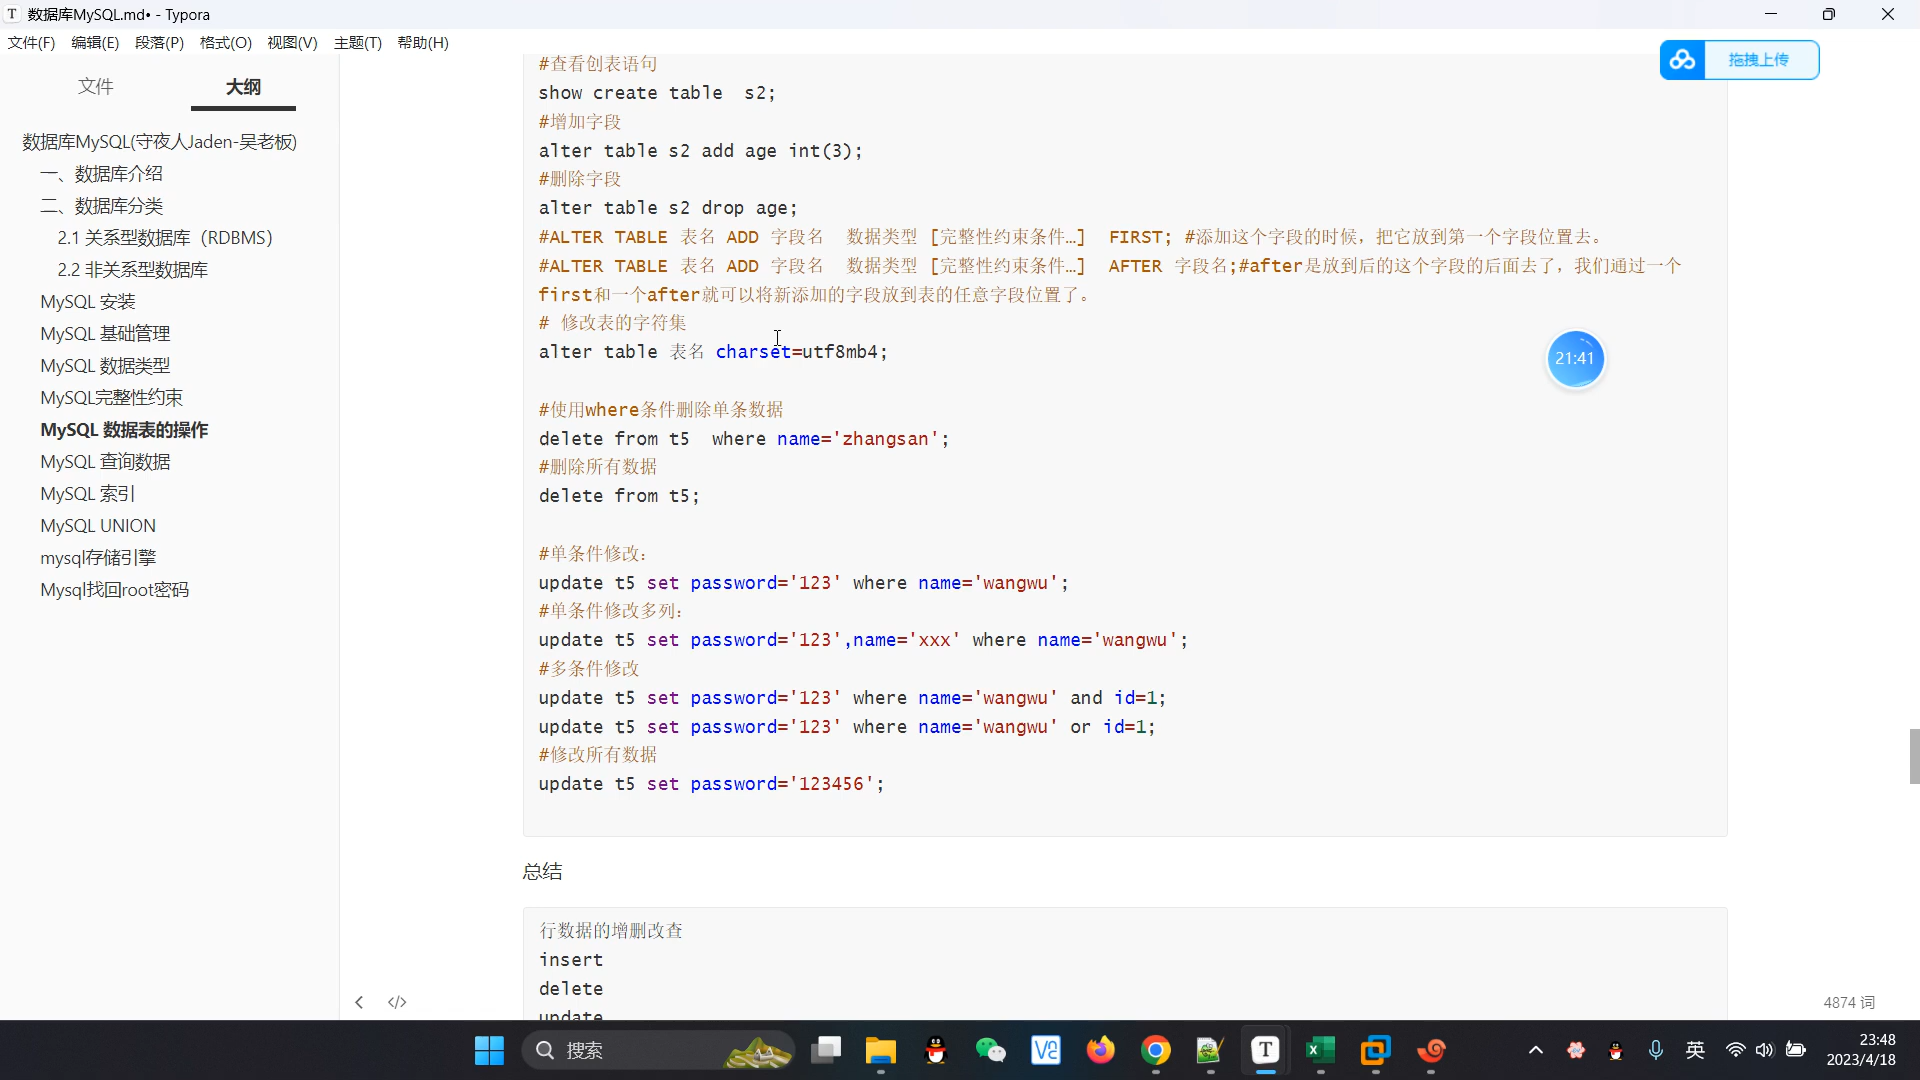 数据库MySQL.md• - Typora
文件(F) 编辑(E) 段落(P) 格式(O) 视图(V) 主题(T) 帮助(H)
拖拽上传
文件 大纲
数据库MySQL(守夜人Jaden-吴老板)
一、数据库介绍
二、数据库分类
2.1 关系型数据库（RDBMS）
2.2 非关系型数据库
MySQL 安装
MySQL 基础管理
MySQL 数据类型
MySQL完整性约束
MySQL 数据表的操作
MySQL 查询数据
MySQL 索引
MySQL UNION
mysql存储引擎
Mysql找回root密码
#查看创表语句
show create table  s2;
#增加字段
alter table s2 add age int(3);
#删除字段
alter table s2 drop age;
#ALTER TABLE 表名 ADD 字段名  数据类型 [完整性约束条件…]  FIRST; #添加这个字段的时候，把它放到第一个字段位置去。
#ALTER TABLE 表名 ADD 字段名  数据类型 [完整性约束条件…]  AFTER 字段名;#after是放到后的这个字段的后面去了，我们通过一个
first和一个after就可以将新添加的字段放到表的任意字段位置了。
# 修改表的字符集
alter table 表名 charset=utf8mb4;
#使用where条件删除单条数据
delete from t5  where name='zhangsan';
#删除所有数据
delete from t5;
#单条件修改：
update t5 set password='123' where name='wangwu';
#单条件修改多列：
update t5 set password='123',name='xxx' where name='wangwu';
#多条件修改
update t5 set password='123' where name='wangwu' and id=1;
update t5 set password='123' where name='wangwu' or id=1;
#修改所有数据
update t5 set password='123456';
总结
行数据的增删改查
insert
delete
update
21:41
4874 词
搜索
英
23:48
2023/4/18